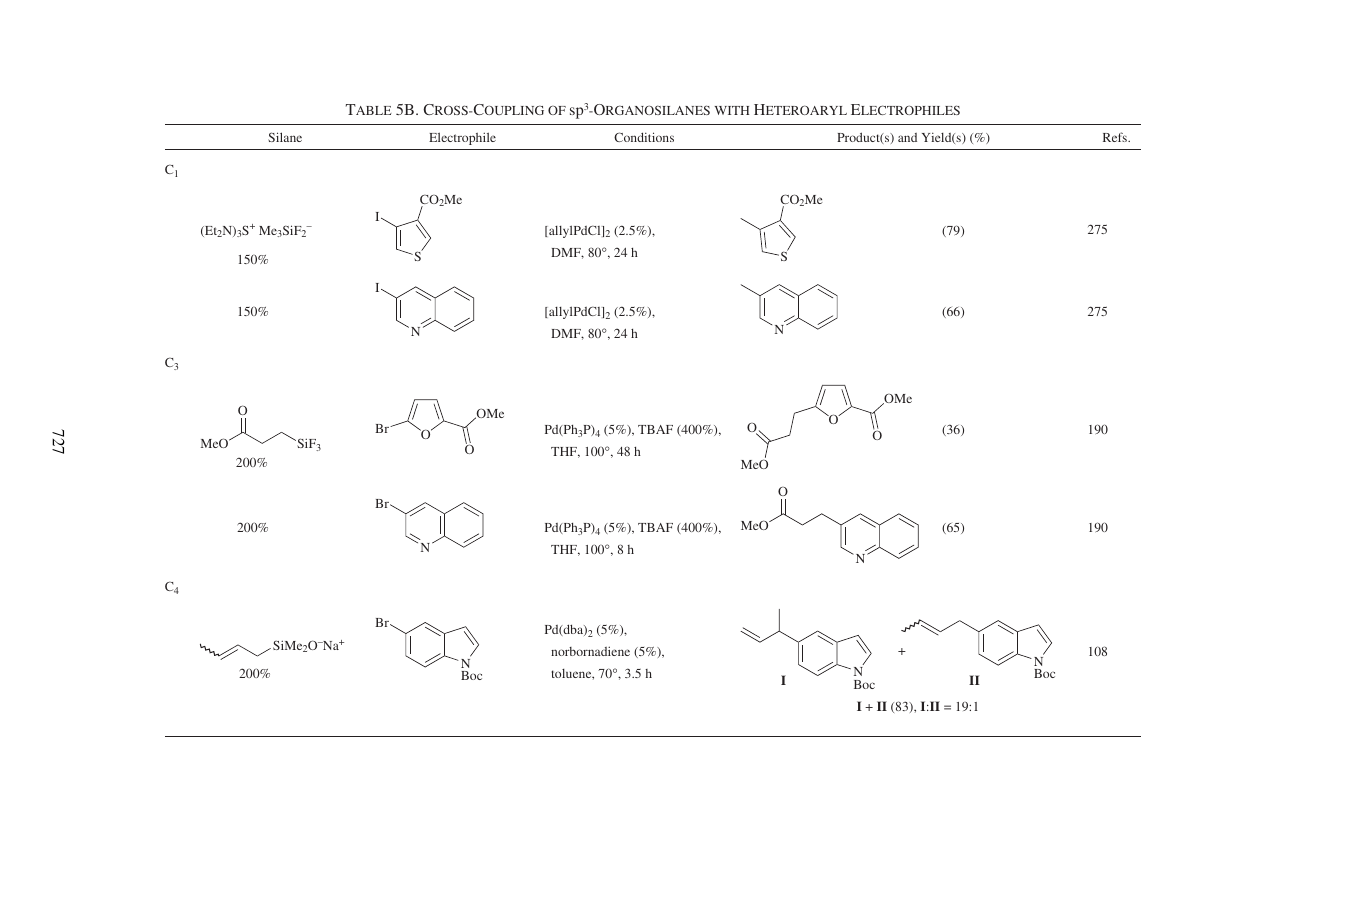 TABLE 5B. CROSS-COUPLING OF sp³-ORGANOSILANES WITH HETEROARYL ELECTROPHILES
Silane Electrophile Conditions Product(s) and Yield(s) (%) Refs.
C₁
CO₂Me CO₂Me
I
(Et₂N)₃S⁺ Me₃SiF₂⁻ [allylPdCl]₂ (2.5%), (79) 275
DMF, 80°, 24 h
S S
150%
I
150% [allylPdCl]₂ (2.5%), (66) 275
N N
DMF, 80°, 24 h
C₃
O OMe
OMe
MeO SiF₃ Br O O Pd(Ph₃P)₄ (5%), TBAF (400%), O O O (36) 190
THF, 100°, 48 h
200% MeO
O
Br
200% Pd(Ph₃P)₄ (5%), TBAF (400%), MeO (65) 190
N THF, 100°, 8 h N
C₄
Br Pd(dba)₂ (5%),
SiMe₂O⁻Na⁺ norbornadiene (5%), + 108
N N N
200% Boc toluene, 70°, 3.5 h I Boc II Boc
I + II (83), I:II = 19:1
727